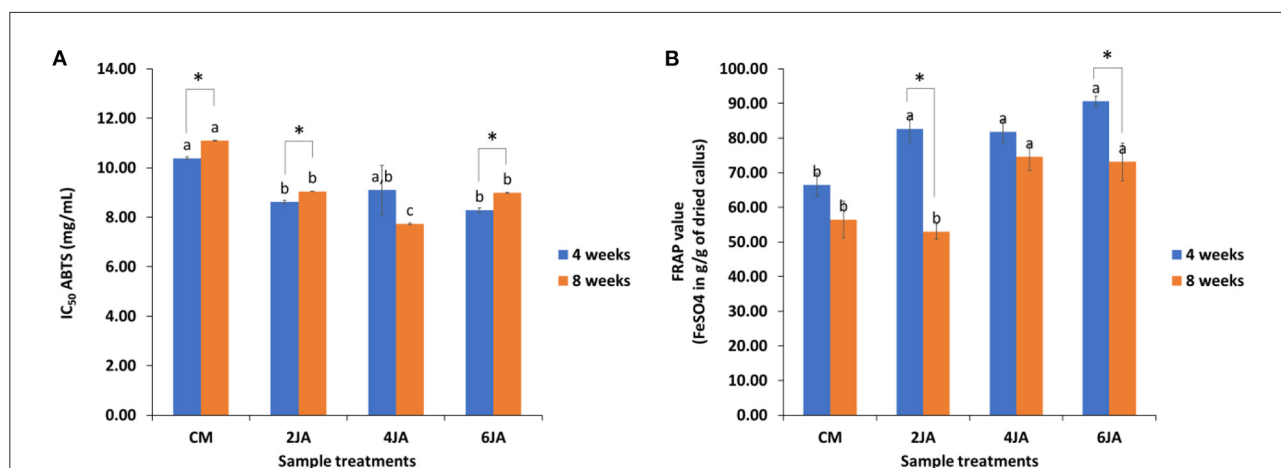 A
14.00
12.00
10.00
8.00
6.00
4.00
2.00
0.00
IC50 ABTS (mg/mL)
*
a
a
*
b
b
a,b
c
*
b
b
CM
2JA
4JA
6JA
Sample treatments
4 weeks
8 weeks
B
100.00
90.00
80.00
70.00
60.00
50.00
40.00
30.00
20.00
10.00
0.00
FRAP value
(FeSO4 in g/g of dried callus)
b
b
*
a
b
a
a
*
a
a
CM
2JA
4JA
6JA
Sample treatments
4 weeks
8 weeks